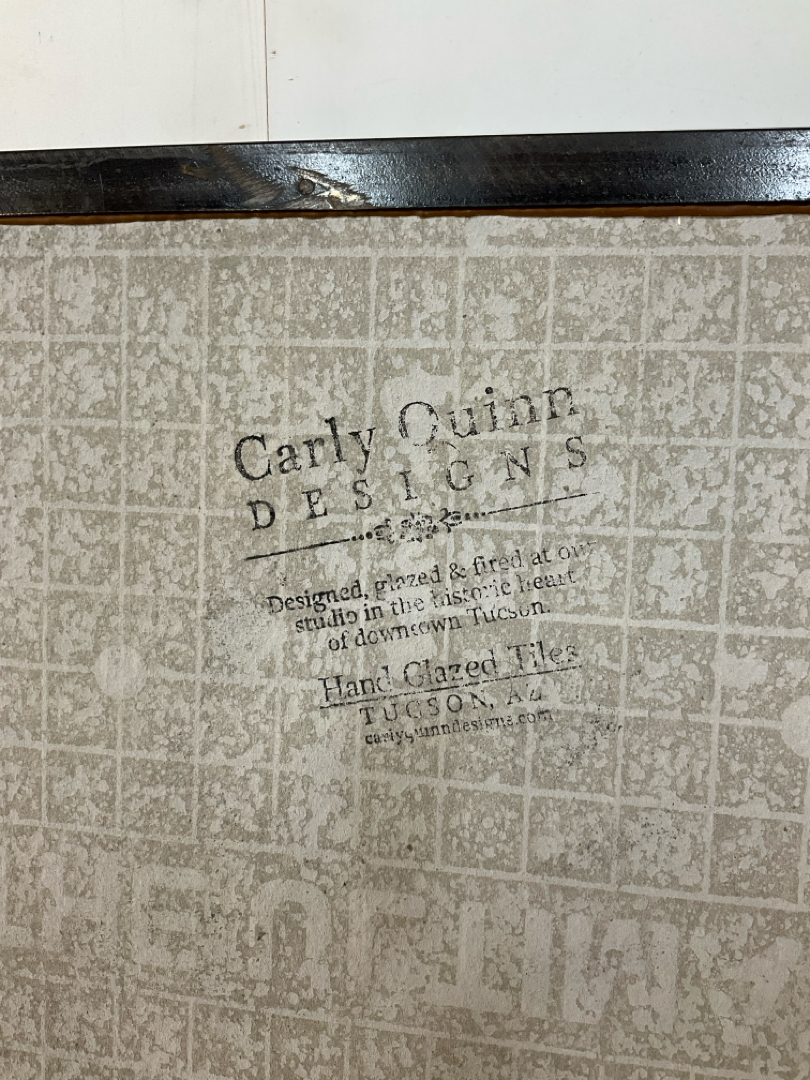 Carly Quinn
DESIGNS
Designed, glazed & fired at our
studio in the historic heart
of downtown Tucson.
Hand Glazed Tiles
TUCSON, AZ
carlyquinndesigns.com